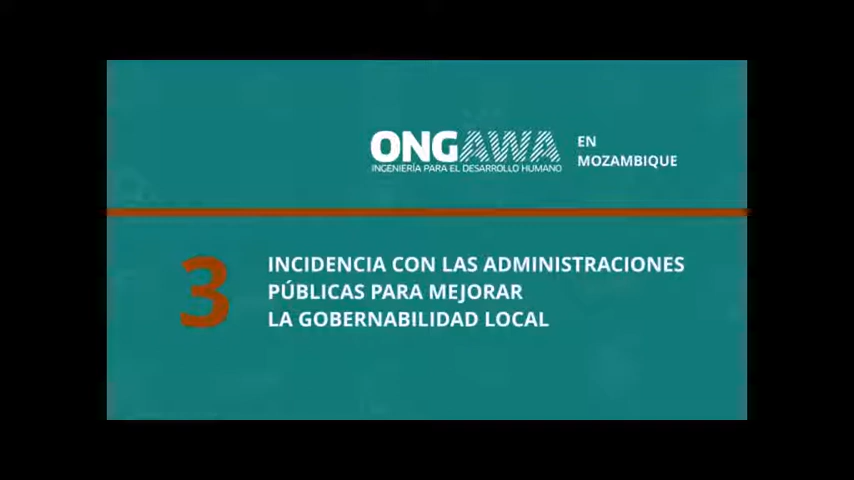 ONGAWA
INGENIERÍA PARA EL DESARROLLO HUMANO
EN
MOZAMBIQUE
3
INCIDENCIA CON LAS ADMINISTRACIONES
PÚBLICAS PARA MEJORAR
LA GOBERNABILIDAD LOCAL